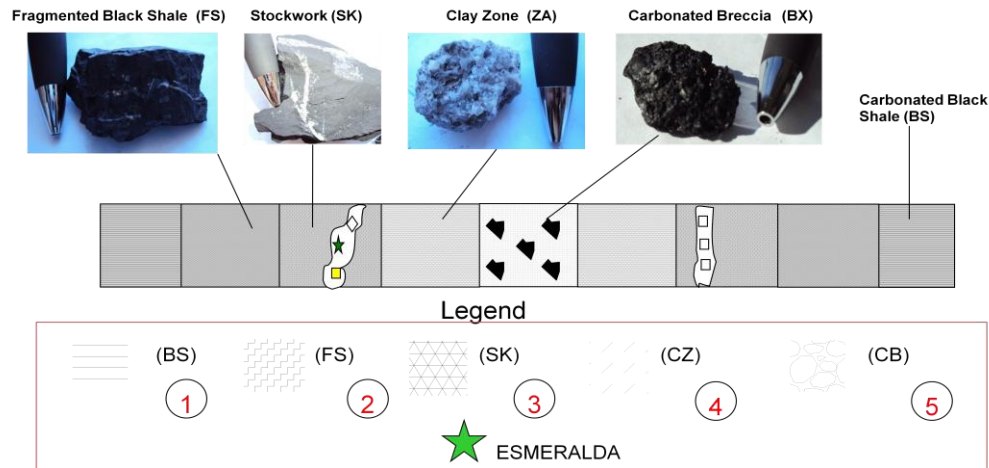 Fragmented Black Shale (FS)
Stockwork (SK)
Clay Zone (ZA)
Carbonated Breccia (BX)
Carbonated Black
Shale (BS)
Legend
(BS)
(FS)
(SK)
(CZ)
(CB)
1
2
3
4
5
ESMERALDA